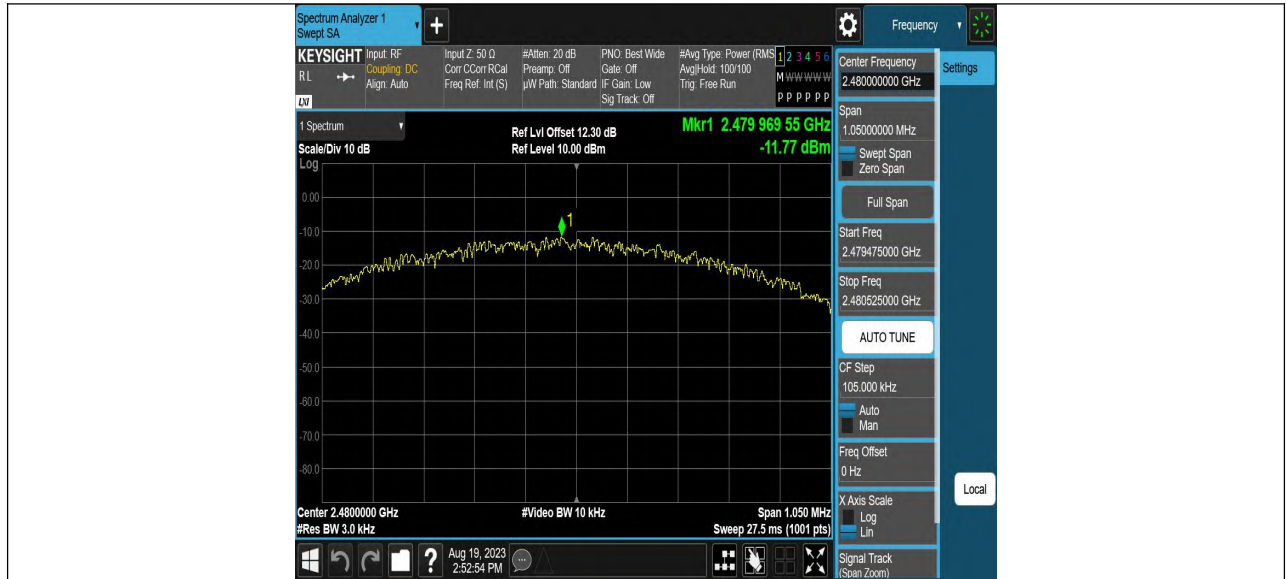 Spectrum Analyzer 1
Swept SA
+
Frequency
KEYSIGHT
R L
LXI
Input: RF
Coupling: DC
Align: Auto
Input Z: 50 Ω
Corr CCorr RCal
Freq Ref: Int (S)
#Atten: 20 dB
Preamp: Off
µW Path: Standard
PNO: Best Wide
Gate: Off
IF Gain: Low
Sig Track: Off
#Avg Type: Power (RMS
Avg|Hold: 100/100
Trig: Free Run
1 2 3 4 5 6
M W W W W W
P P P P P P
Center Frequency
2.480000000 GHz
Settings
Span
1.05000000 MHz
Swept Span
Zero Span
Full Span
Start Freq
2.479475000 GHz
Stop Freq
2.480525000 GHz
AUTO TUNE
CF Step
105.000 kHz
Auto
Man
Freq Offset
0 Hz
X Axis Scale
Log
Lin
Signal Track
(Span Zoom)
Local
1 Spectrum
Scale/Div 10 dB
Ref Lvl Offset 12.30 dB
Ref Level 10.00 dBm
Mkr1 2.479 969 55 GHz
-11.77 dBm
Log
0.00
-10.0
-20.0
-30.0
-40.0
-50.0
-60.0
-70.0
-80.0
1
Center 2.4800000 GHz
#Res BW 3.0 kHz
#Video BW 10 kHz
Span 1.050 MHz
Sweep 27.5 ms (1001 pts)
?
Aug 19, 2023
2:52:54 PM